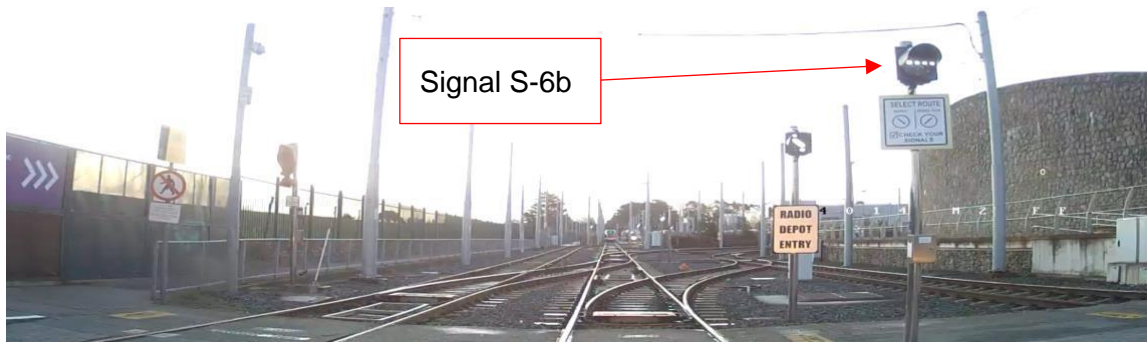 Signal S-6b
SELECT ROUTE
CHECK YOUR
SIGNALS
RADIO
DEPOT
ENTRY